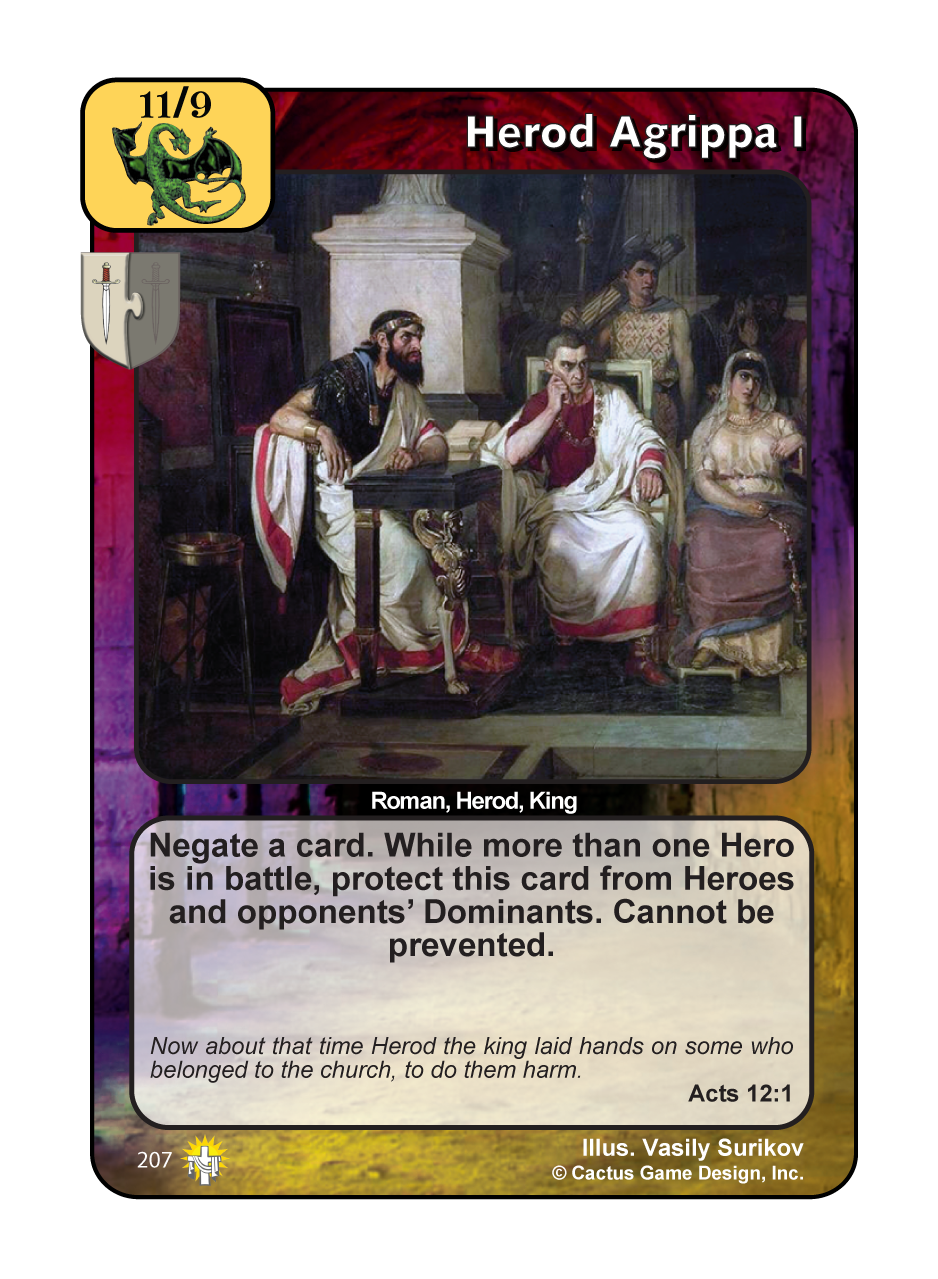 11/9
Herod Agrippa I
Roman, Herod, King
Negate a card. While more than one Hero
is in battle, protect this card from Heroes
and opponents’ Dominants. Cannot be
prevented.
Now about that time Herod the king laid hands on some who
belonged to the church, to do them harm.
Acts 12:1
207
Illus. Vasily Surikov
© Cactus Game Design, Inc.